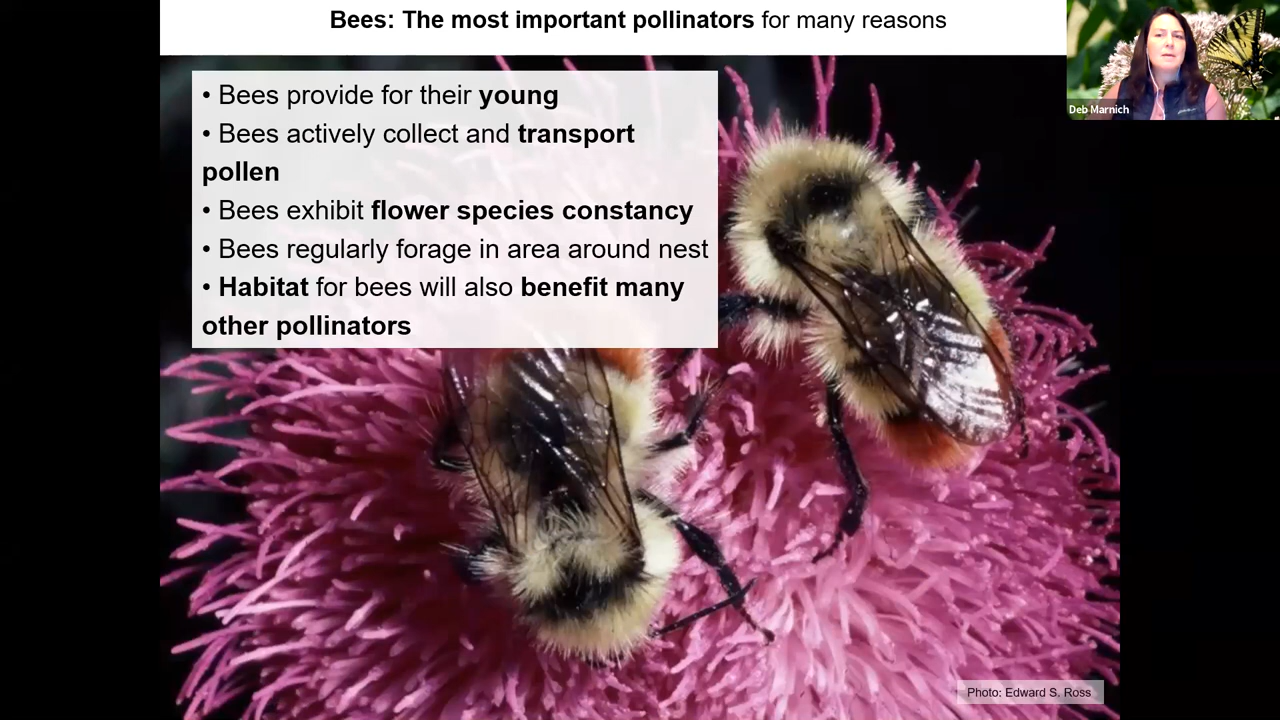 Bees: The most important pollinators for many reasons
Deb Marnich
• Bees provide for their young
• Bees actively collect and transport
pollen
• Bees exhibit flower species constancy
• Bees regularly forage in area around nest
• Habitat for bees will also benefit many
other pollinators
Photo: Edward S. Ross